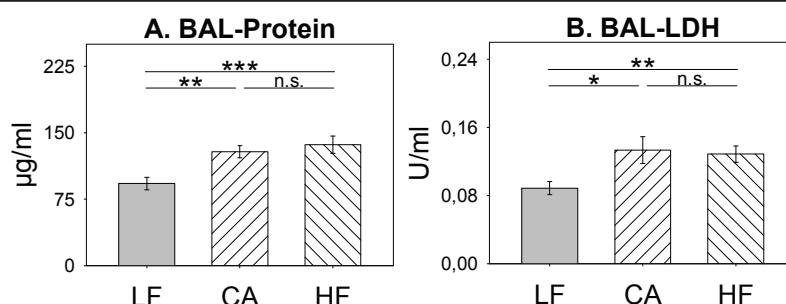 A. BAL-Protein
225
150
75
0
µg/ml
***
**
n.s.
LF CA HF
B. BAL-LDH
0,24
0,16
0,08
0,00
U/ml
**
*
n.s.
LF CA HF